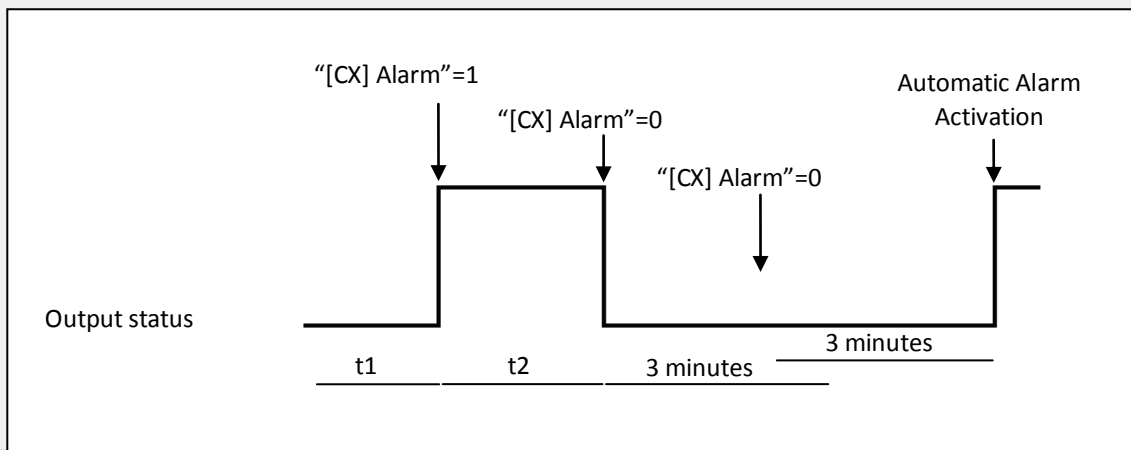 “[CX] Alarm”=1
“[CX] Alarm”=0
“[CX] Alarm”=0
Automatic Alarm
Activation
Output status
t1
t2
3 minutes
3 minutes